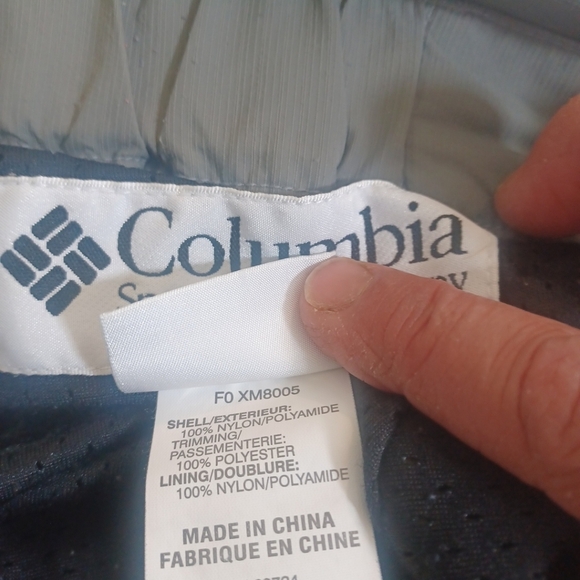 Columbia
F0 XM8005
SHELL/EXTERIEUR:
100% NYLON/POLYAMIDE
TRIMMING/
PASSEMENTERIE:
100% POLYESTER
LINING/DOUBLURE:
100% NYLON/POLYAMIDE
MADE IN CHINA
FABRIQUE EN CHINE